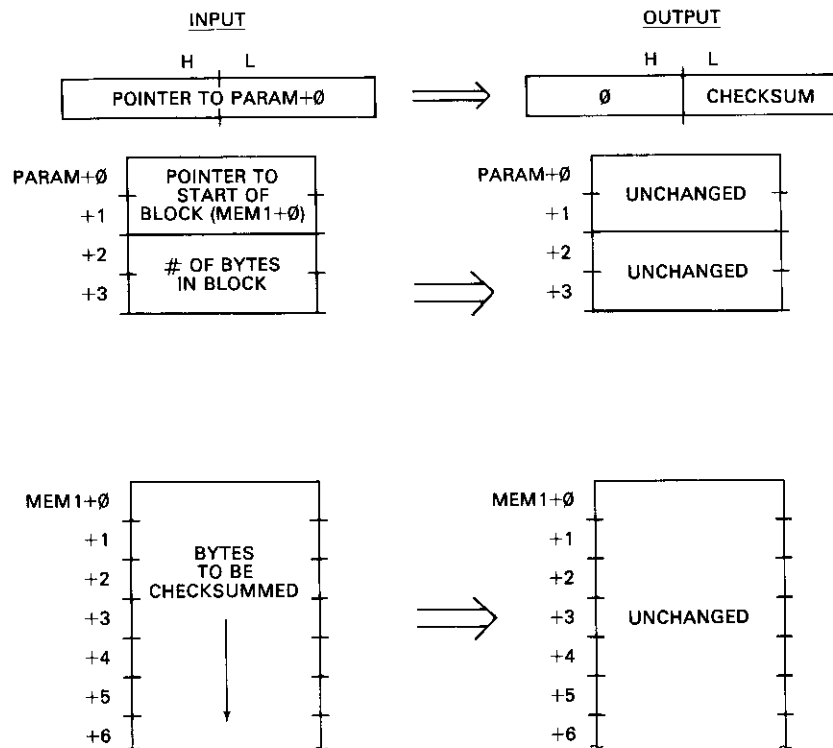 INPUT
OUTPUT
H L
H L
POINTER TO PARAM+Ø
Ø
CHECKSUM
PARAM+Ø
+1
+2
+3
POINTER TO
START OF
BLOCK (MEM1+Ø)
# OF BYTES
IN BLOCK
PARAM+Ø
+1
+2
+3
UNCHANGED
UNCHANGED
MEM1+Ø
+1
+2
+3
+4
+5
+6
BYTES
TO BE
CHECKSUMMED
MEM1+Ø
+1
+2
+3
+4
+5
+6
UNCHANGED